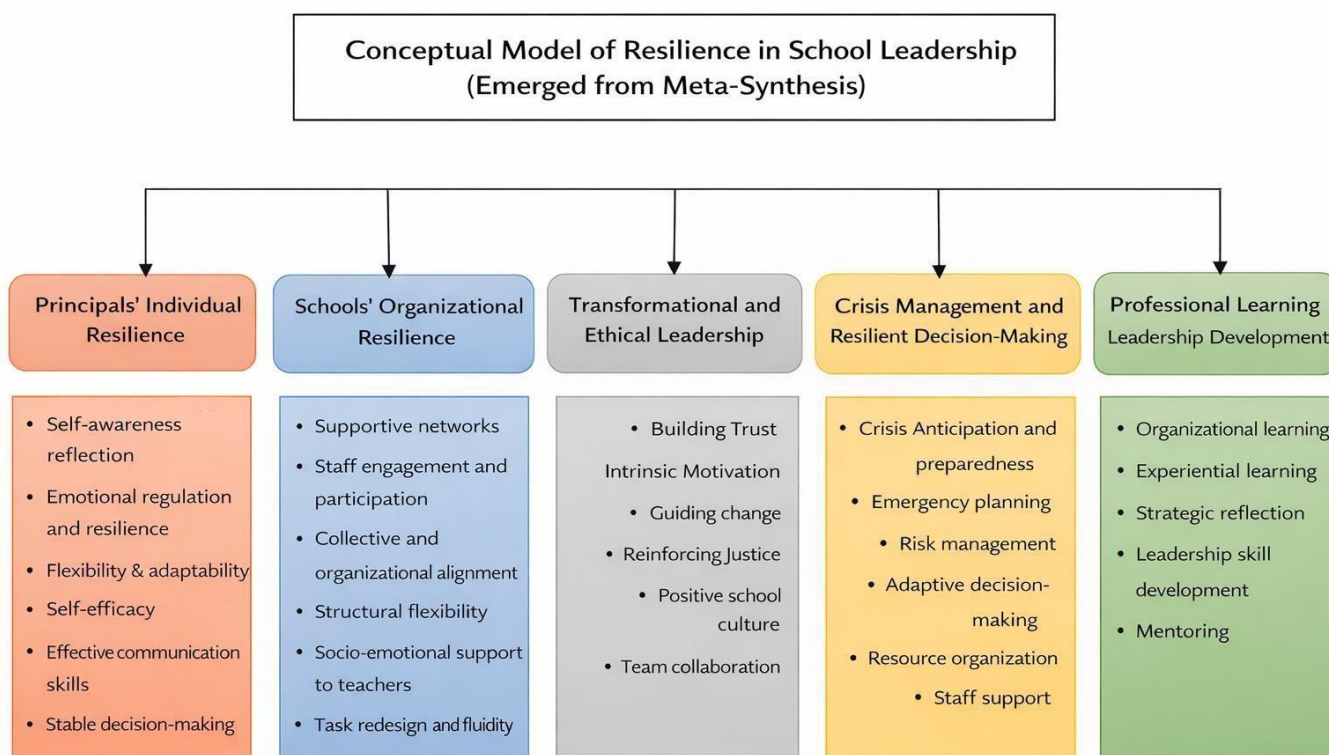 Conceptual Model of Resilience in School Leadership
(Emerged from Meta-Synthesis)
Principals' Individual
Resilience
• Self-awareness
reflection
• Emotional regulation
and resilience
• Flexibility & adaptability
• Self-efficacy
• Effective communication
skills
• Stable decision-making
Schools' Organizational
Resilience
• Supportive networks
• Staff engagement and
participation
• Collective and
organizational alignment
• Structural flexibility
• Socio-emotional support
to teachers
• Task redesign and fluidity
Transformational and
Ethical Leadership
• Building Trust
Intrinsic Motivation
• Guiding change
• Reinforcing Justice
• Positive school
culture
• Team collaboration
Crisis Management and
Resilient Decision-Making
• Crisis Anticipation and
preparedness
• Emergency planning
• Risk management
• Adaptive decision-
making
• Resource organization
• Staff support
Professional Learning
Leadership Development
• Organizational learning
• Experiential learning
• Strategic reflection
• Leadership skill
development
• Mentoring